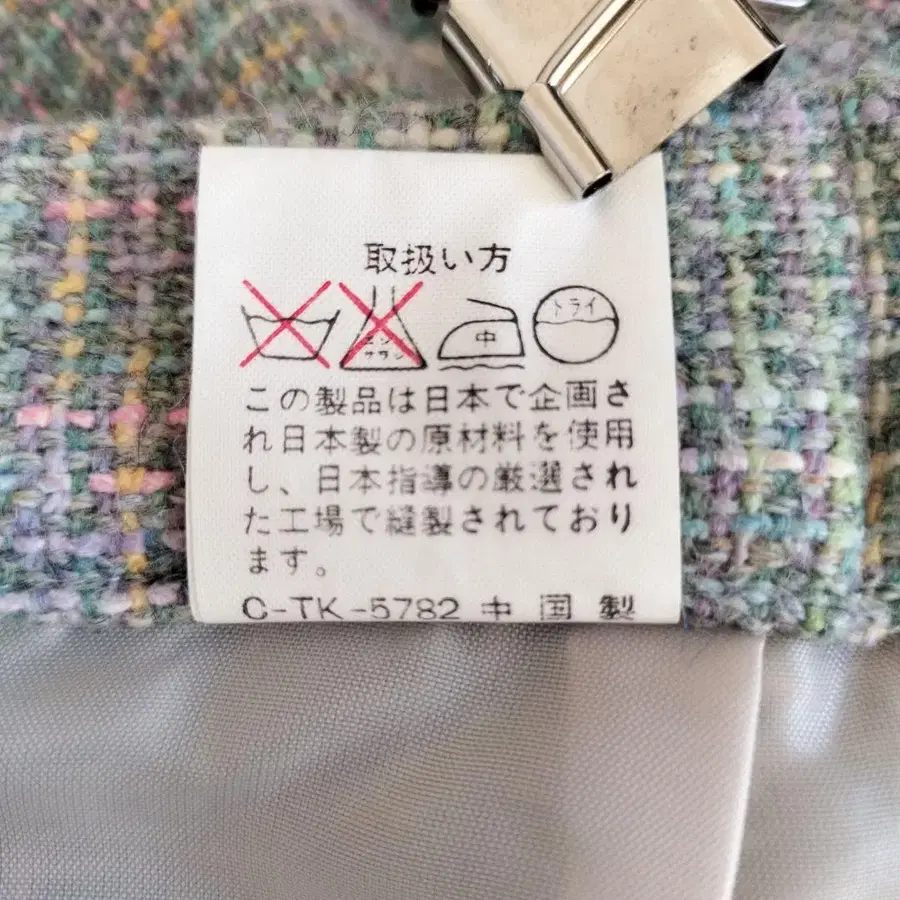 取扱い方
エンソ
サラシ
中
ドライ
この製品は日本で企画さ
れ日本製の原材料を使用
し、日本指導の厳選され
た工場で縫製されており
ます。
C-TK-5782 中国製